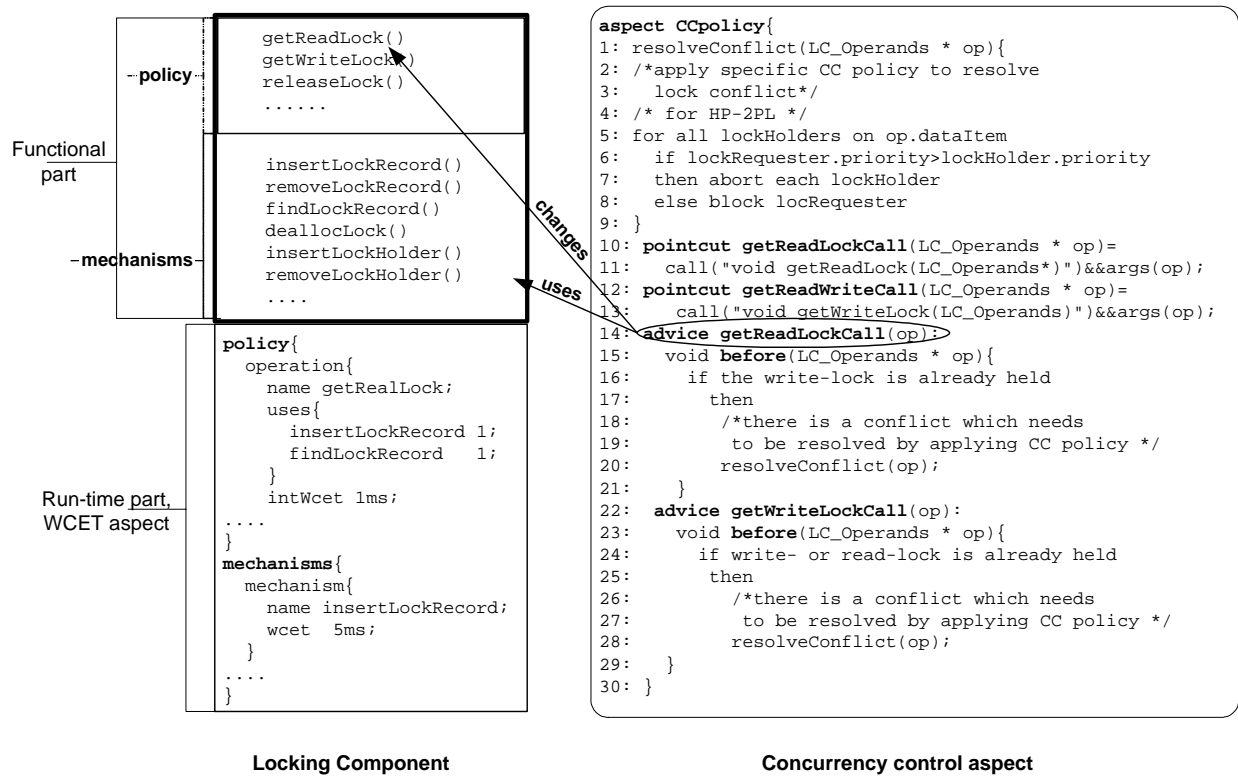 getReadLock()
getWriteLock()
releaseLock()
......
policy
Functional
part
insertLockRecord()
removeLockRecord()
findLockRecord()
deallocLock()
insertLockHolder()
removeLockHolder()
....
mechanisms
changes
uses
policy{
operation{
name getRealLock;
uses{
insertLockRecord 1;
findLockRecord 1;
}
intWcet 1ms;
....
}
mechanisms{
mechanism{
name insertLockRecord;
wcet 5ms;
}
....
}
Run-time part,
WCET aspect
Locking Component
aspect CCpolicy{
1: resolveConflict(LC_Operands * op){
2: /*apply specific CC policy to resolve
3: lock conflict*/
4: /* for HP-2PL */
5: for all lockHolders on op.dataItem
6: if lockRequester.priority>lockHolder.priority
7: then abort each lockHolder
8: else block locRequester
9: }
10: pointcut getReadLockCall(LC_Operands * op)=
11: call("void getReadLock(LC_Operands*)")&&args(op);
12: pointcut getReadWriteCall(LC_Operands * op)=
13: call("void getWriteLock(LC_Operands)")&&args(op);
14: advice getReadLockCall(op):
15: void before(LC_Operands * op){
16: if the write-lock is already held
17: then
18: /*there is a conflict which needs
19: to be resolved by applying CC policy */
20: resolveConflict(op);
21: }
22: advice getWriteLockCall(op):
23: void before(LC_Operands * op){
24: if write- or read-lock is already held
25: then
26: /*there is a conflict which needs
27: to be resolved by applying CC policy */
28: resolveConflict(op);
29: }
30: }
Concurrency control aspect